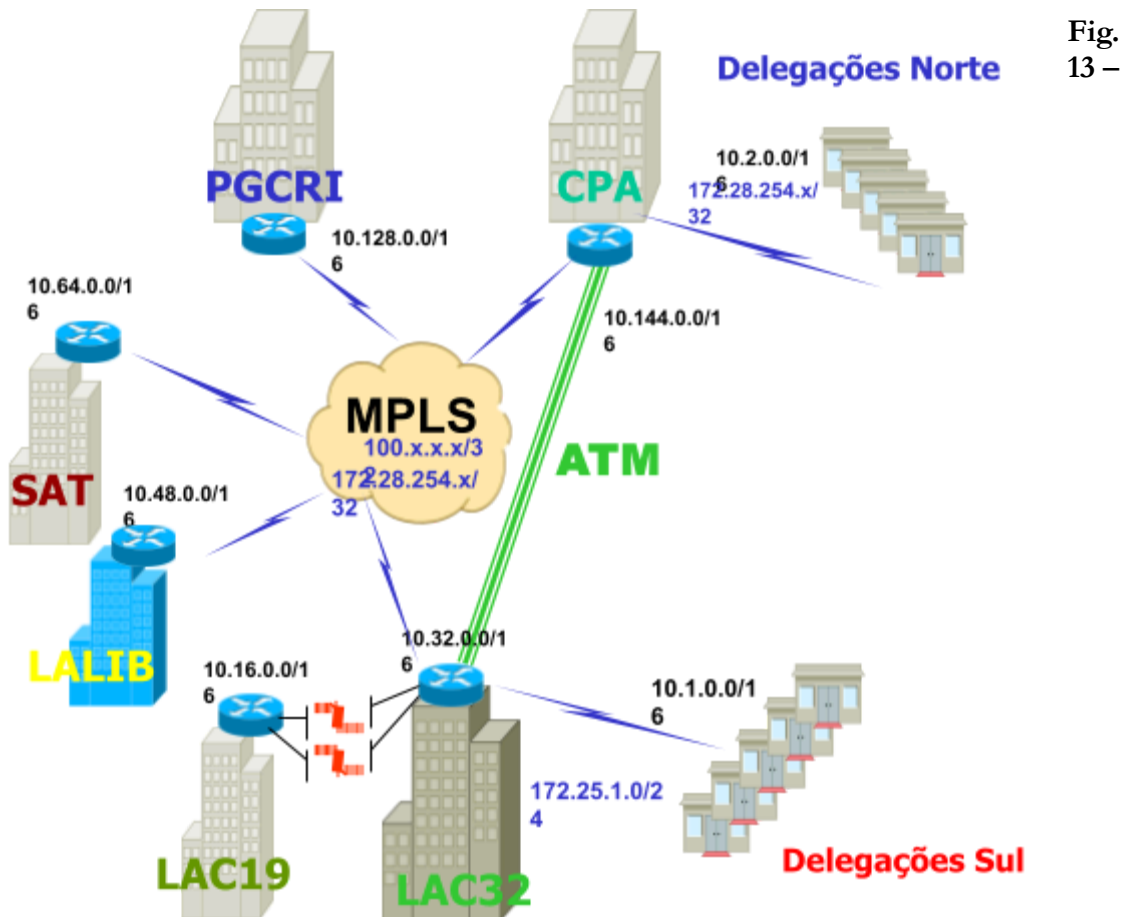 Fig.
13 –
Delegações Norte
10.2.0.0/1
6
172.28.254.x/
32
PGCRI
CPA
10.128.0.0/1
6
10.64.0.0/1
6
10.144.0.0/1
6
MPLS
100.x.x.x/3
2
172.28.254.x/
32
ATM
SAT
10.48.0.0/1
6
LALIB
10.32.0.0/1
6
10.16.0.0/1
6
10.1.0.0/1
6
172.25.1.0/2
4
LAC19
LAC32
Delegações Sul